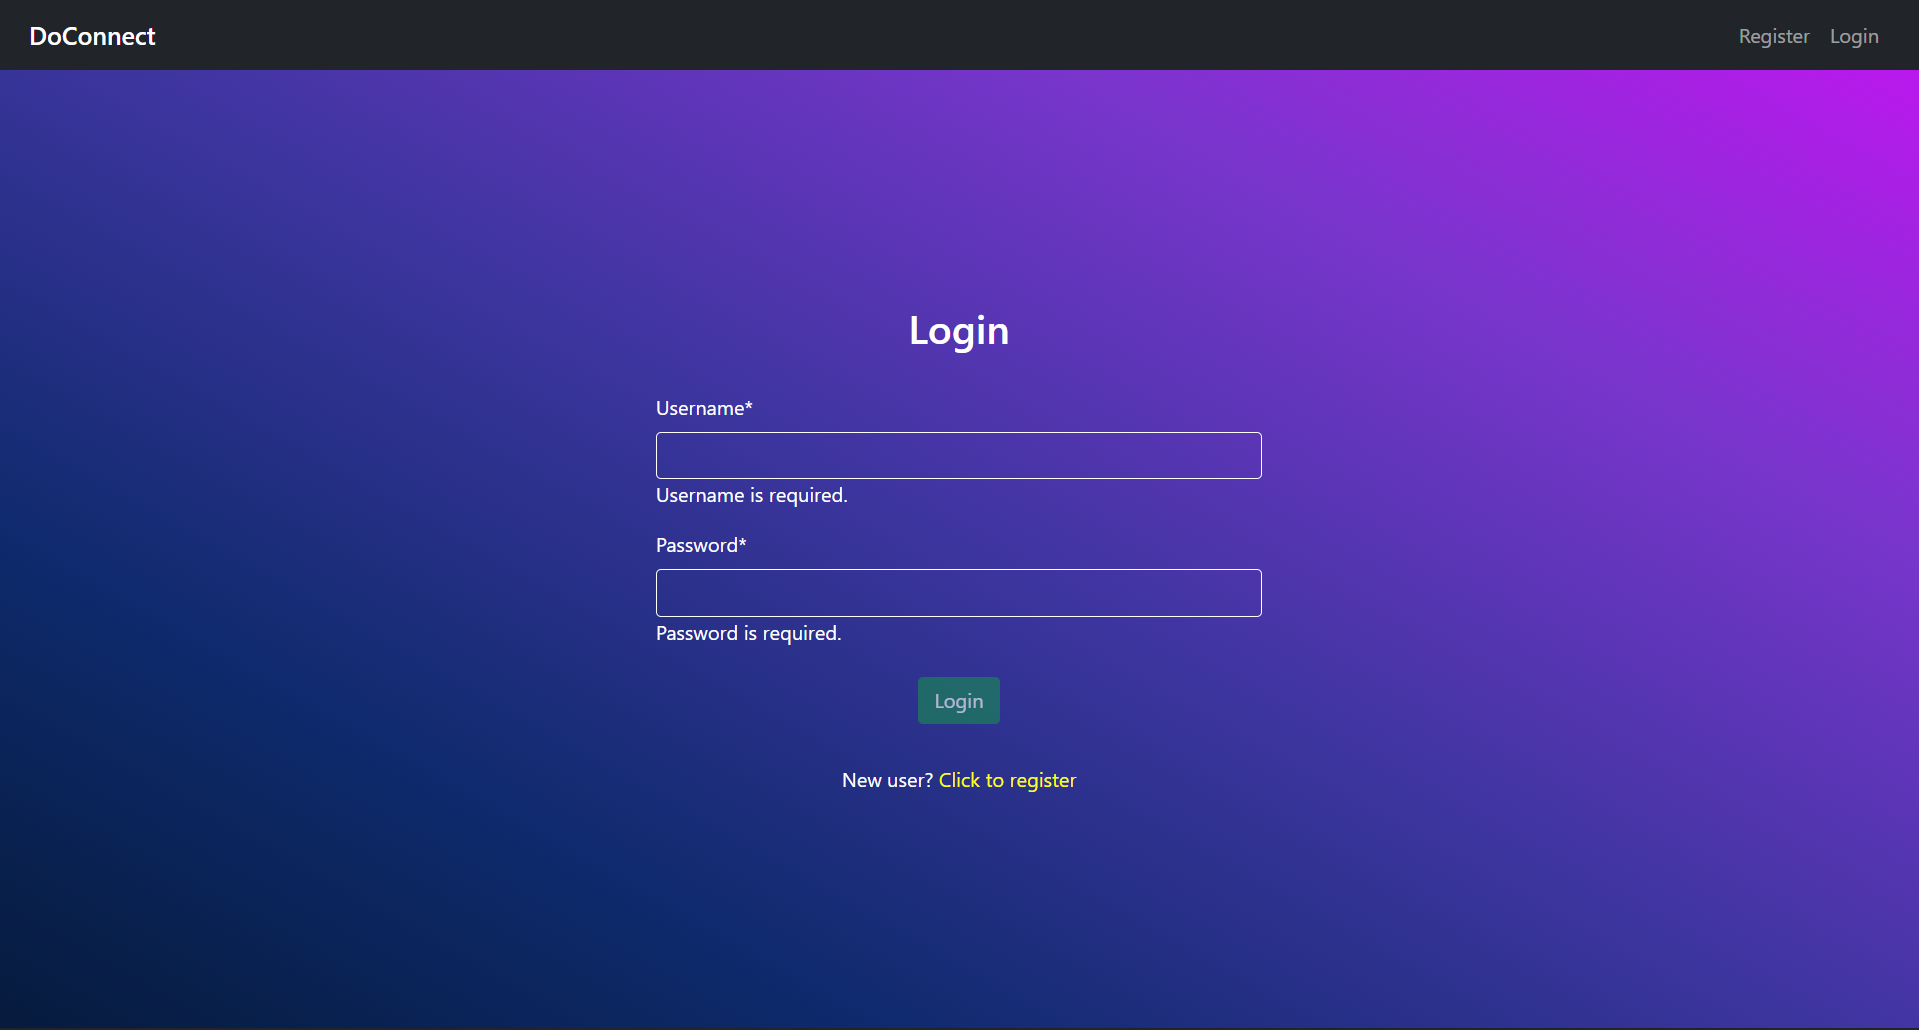 DoConnect
Register Login
Login
Username*
Username is required.
Password*
Password is required.
Login
New user? Click to register